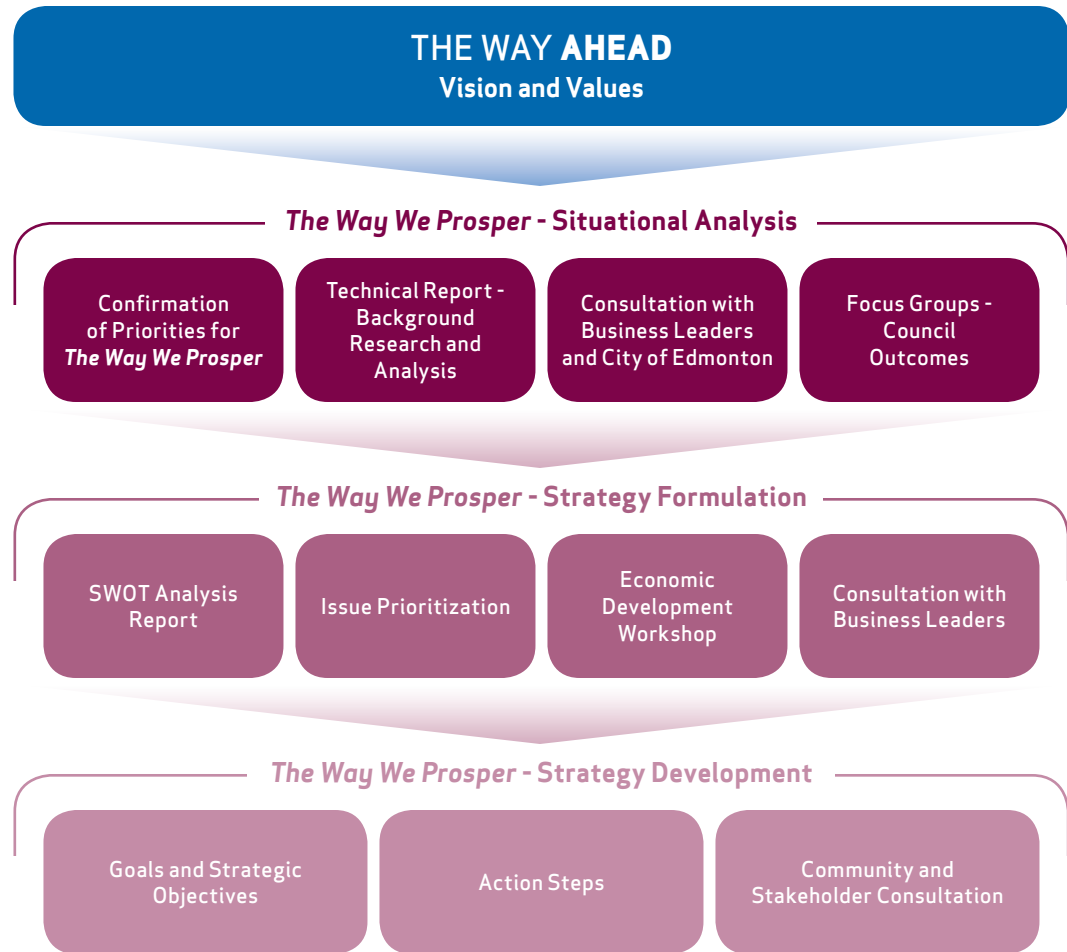 THE WAY AHEAD
Vision and Values
The Way We Prosper - Situational Analysis
Confirmation
of Priorities for
The Way We Prosper
Technical Report -
Background
Research and
Analysis
Consultation with
Business Leaders
and City of Edmonton
Focus Groups -
Council
Outcomes
The Way We Prosper - Strategy Formulation
SWOT Analysis
Report
Issue Prioritization
Economic
Development
Workshop
Consultation with
Business Leaders
The Way We Prosper - Strategy Development
Goals and Strategic
Objectives
Action Steps
Community and
Stakeholder Consultation